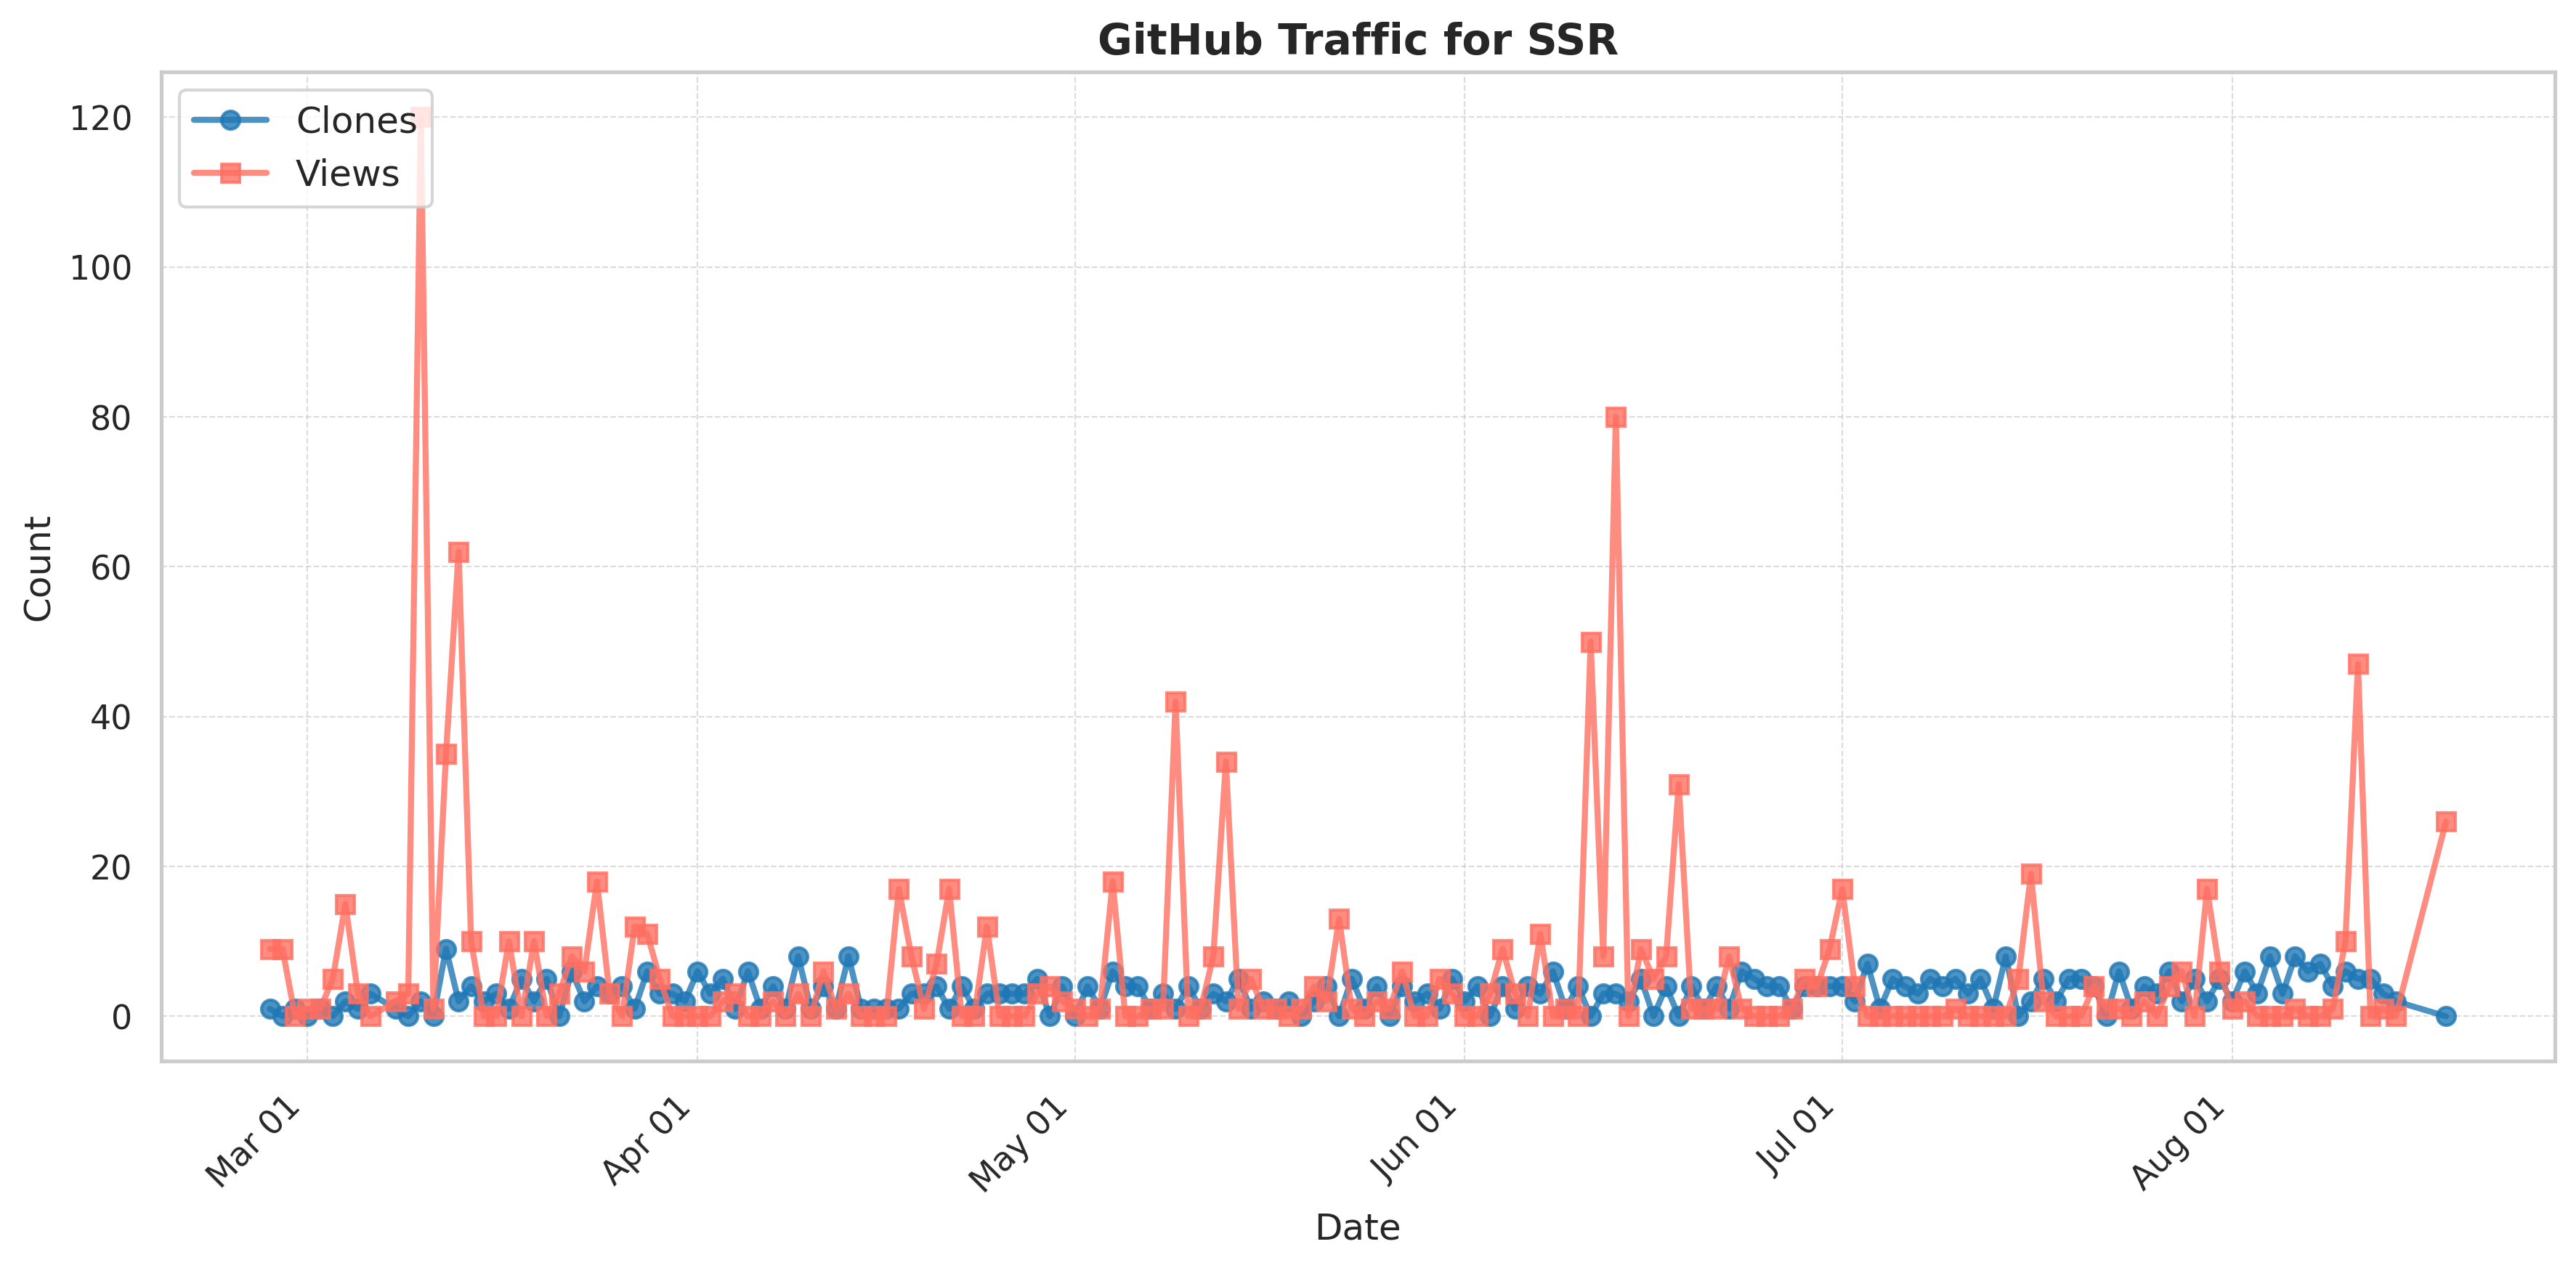 GitHub Traffic for SSR
Clones
Views
120
100
80
60
40
20
0
Count
Mar 01
Apr 01
May 01
Jun 01
Jul 01
Aug 01
Date